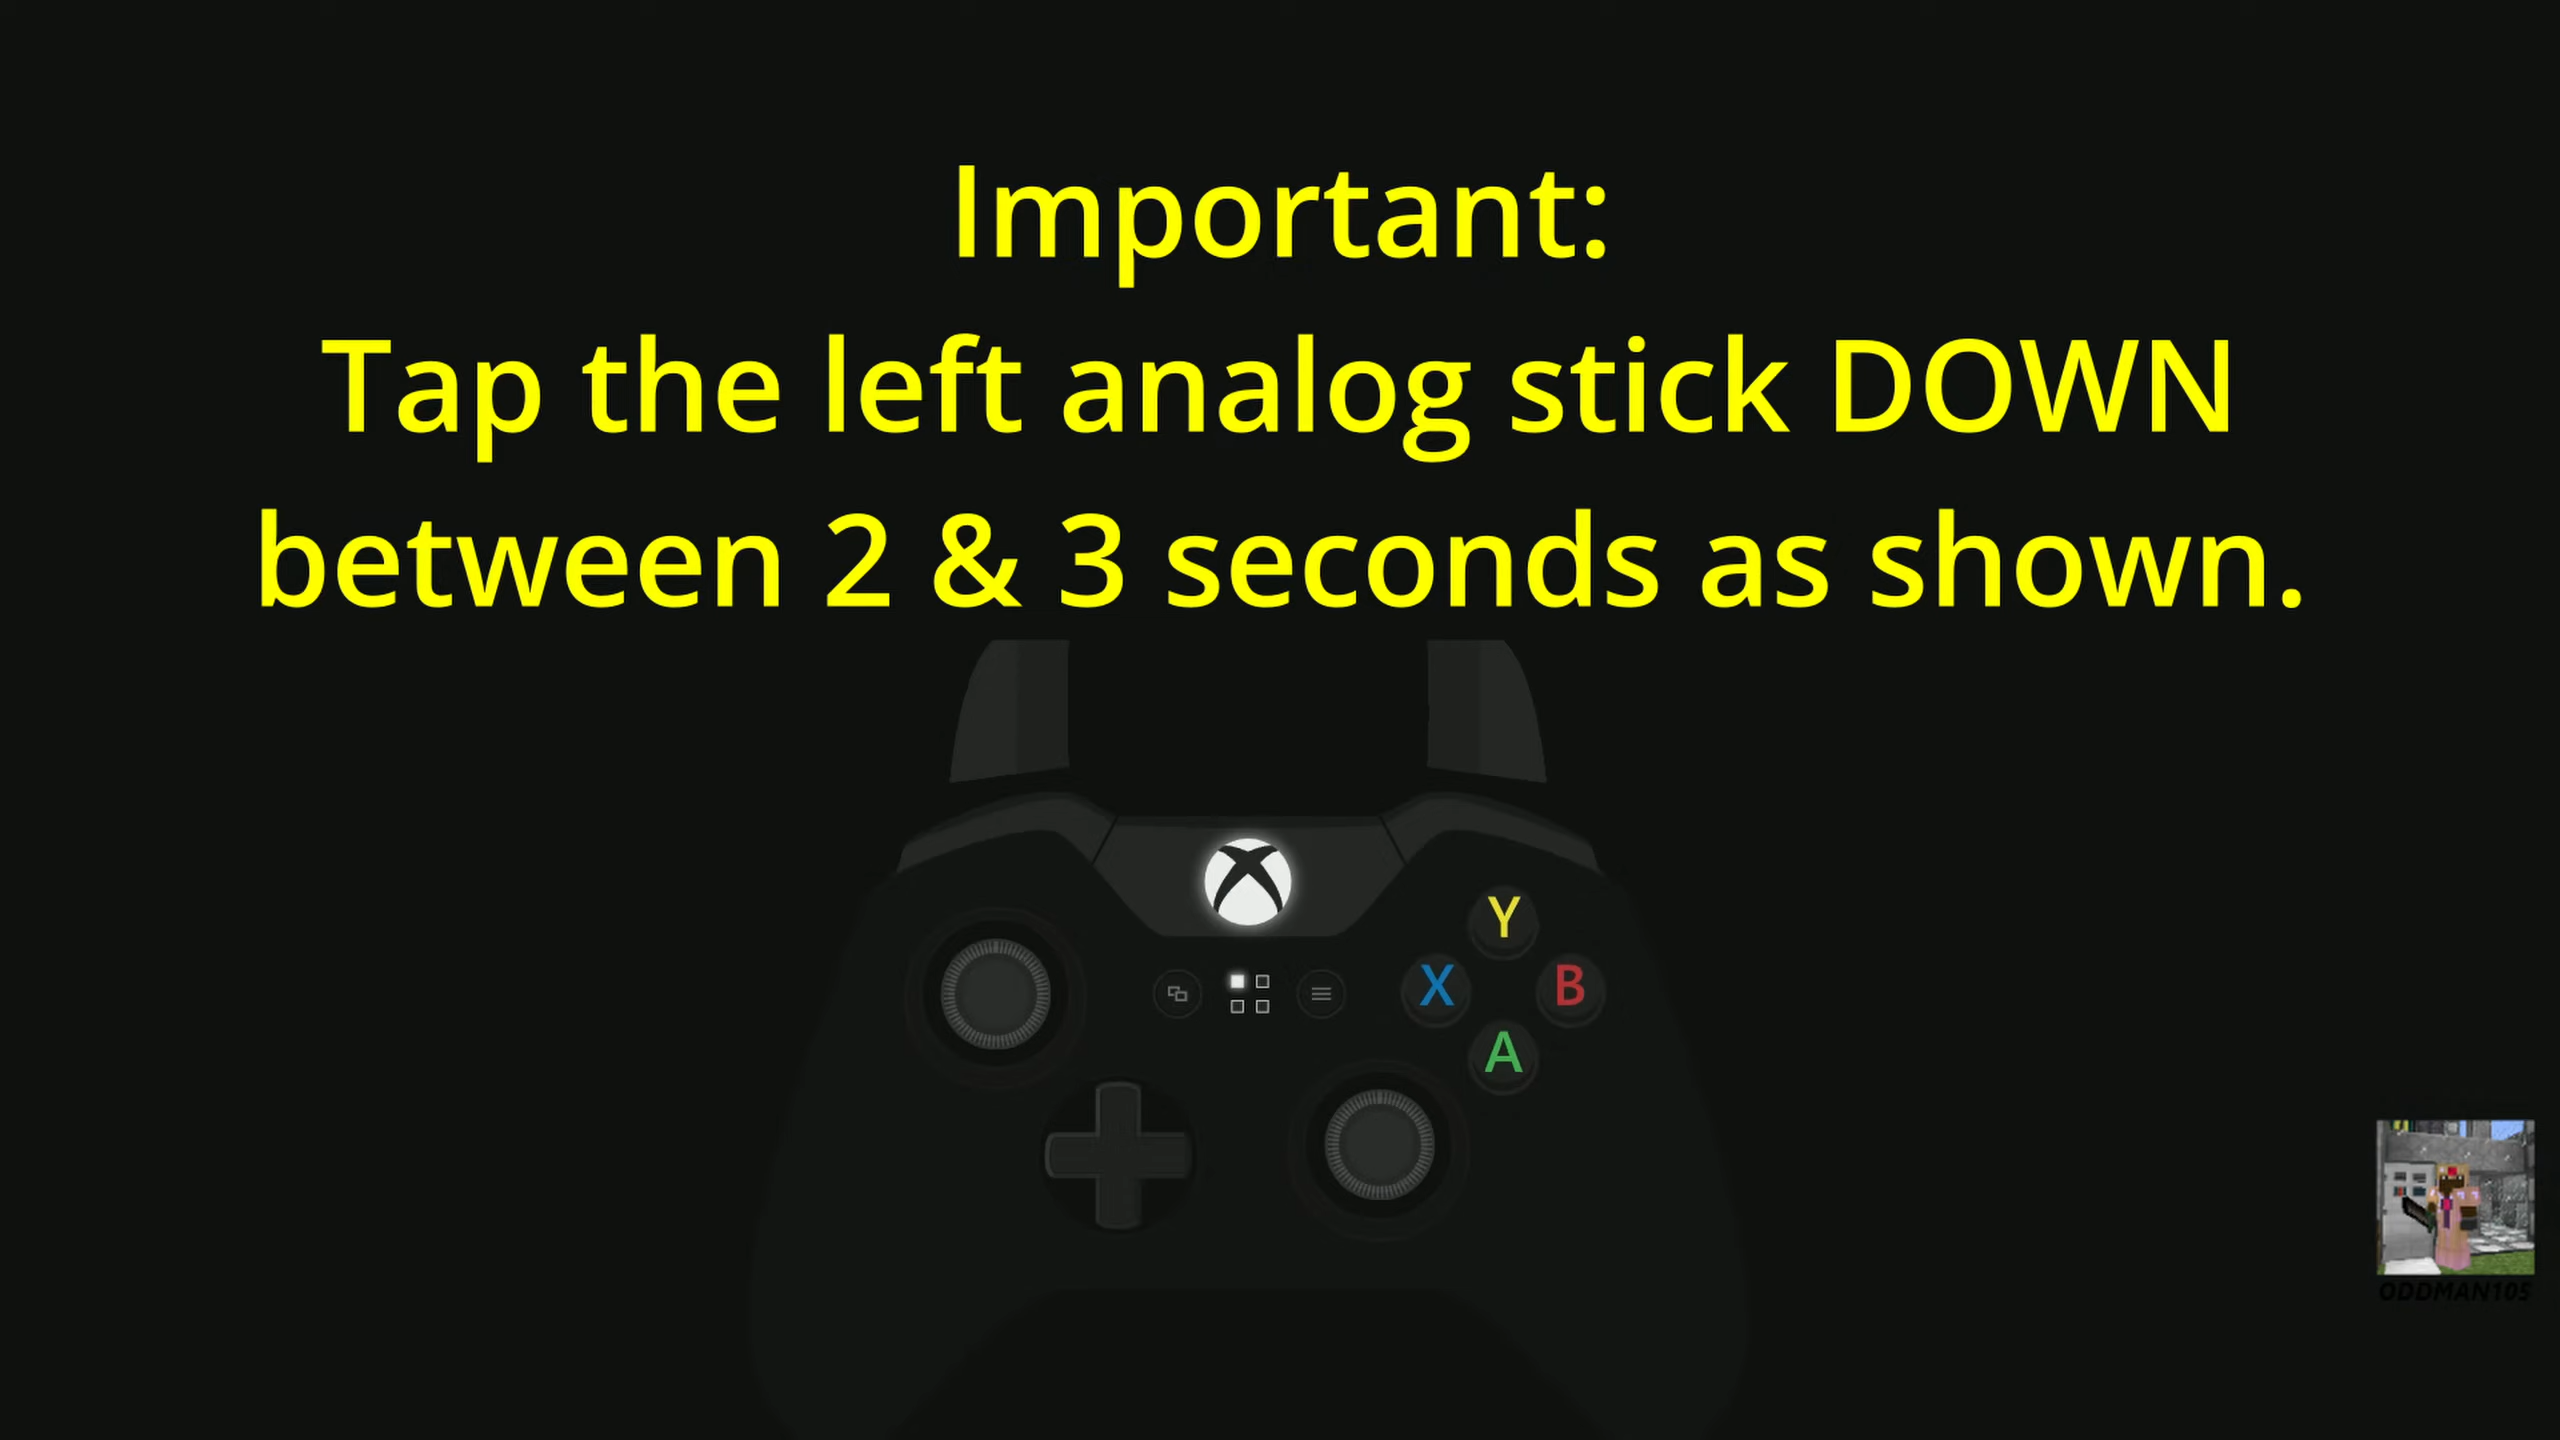 Important:
Tap the left analog stick DOWN
between 2 & 3 seconds as shown.
Y
X
B
A
ODDMAN105